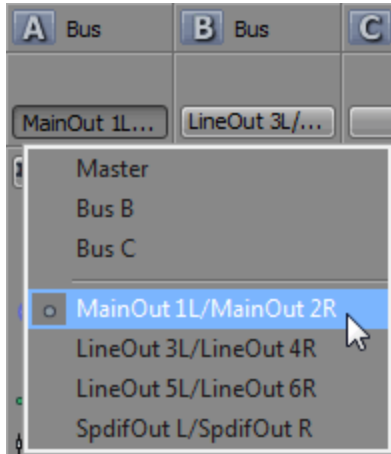 A Bus B Bus C
MainOut 1L... LineOut 3L/...
Master
Bus B
Bus C
MainOut 1L/MainOut 2R
LineOut 3L/LineOut 4R
LineOut 5L/LineOut 6R
SpdifOut L/SpdifOut R